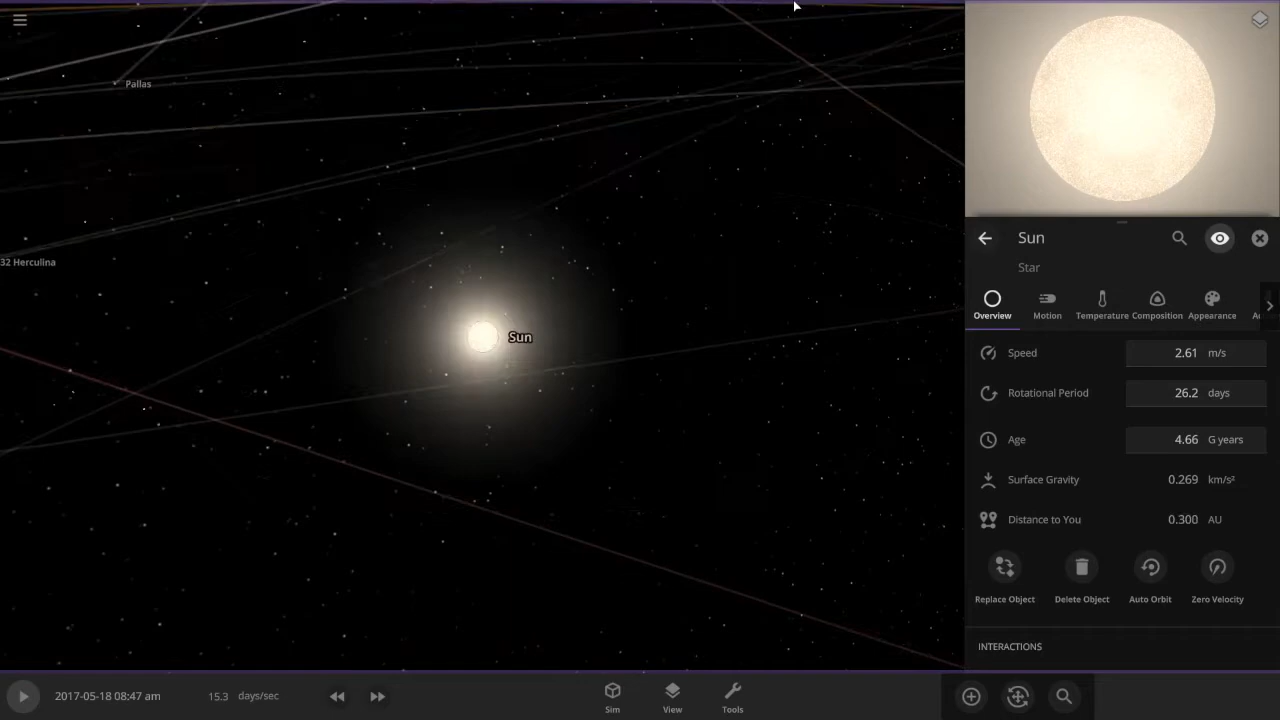 Pallas
32 Herculina
Sun
Sun
Star
Overview
Motion
Temperature
Composition
Appearance
Speed 2.61 m/s
Rotational Period 26.2 days
Age 4.66 G years
Surface Gravity 0.269 km/s²
Distance to You 0.300 AU
Replace Object
Delete Object
Auto Orbit
Zero Velocity
INTERACTIONS
2017-05-18 08:47 am
15.3 days/sec
Sim
View
Tools